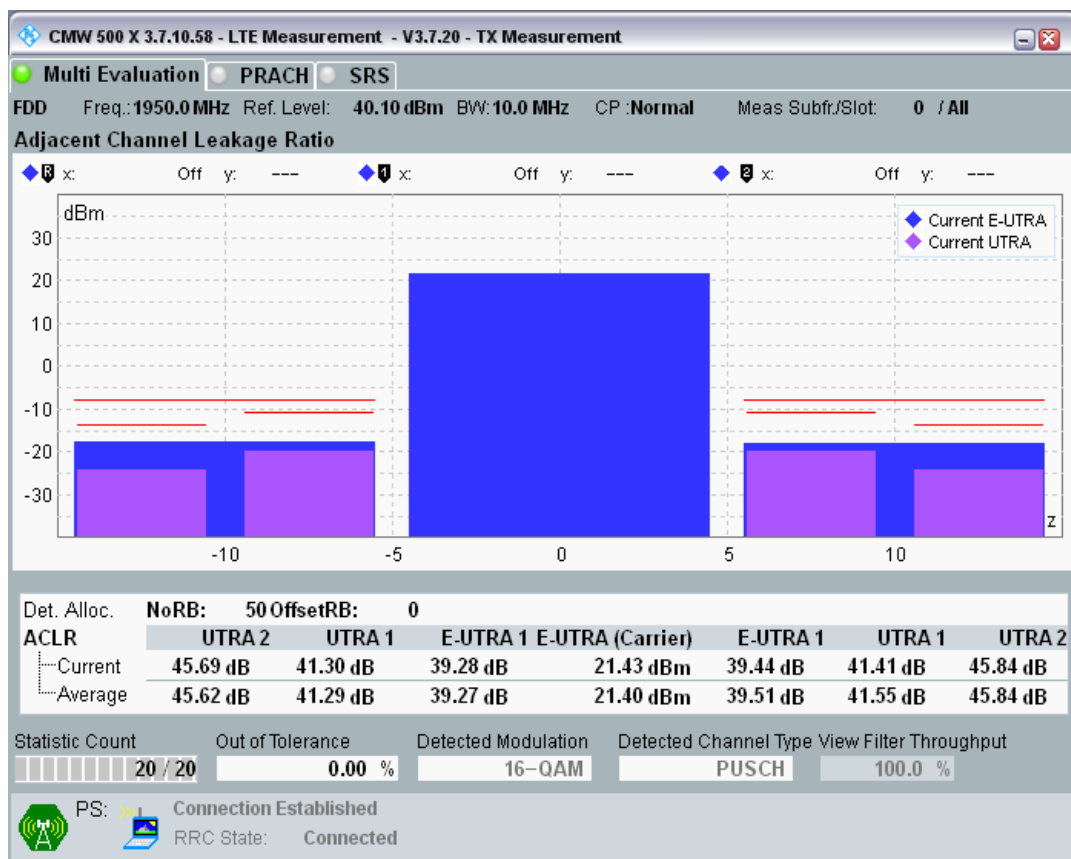 CMW 500 X 3.7.10.58 - LTE Measurement - V3.7.20 - TX Measurement
Multi Evaluation PRACH SRS
FDD Freq.: 1950.0 MHz Ref. Level: 40.10 dBm BW: 10.0 MHz CP :Normal Meas Subfr./Slot: 0 / All
Adjacent Channel Leakage Ratio
R x: Off y: --- 1 x: Off y: --- 2 x: Off y: ---
dBm
Current E-UTRA
Current UTRA
30
20
10
0
-10
-20
-30
z
-10 -5 0 5 10
Det. Alloc. NoRB: 50 OffsetRB: 0
ACLR UTRA 2 UTRA 1 E-UTRA 1 E-UTRA (Carrier) E-UTRA 1 UTRA 1 UTRA 2
Current 45.69 dB 41.30 dB 39.28 dB 21.43 dBm 39.44 dB 41.41 dB 45.84 dB
Average 45.62 dB 41.29 dB 39.27 dB 21.40 dBm 39.51 dB 41.55 dB 45.84 dB
Statistic Count Out of Tolerance Detected Modulation Detected Channel Type View Filter Throughput
20 / 20 0.00 % 16-QAM PUSCH 100.0 %
PS: Connection Established
RRC State: Connected